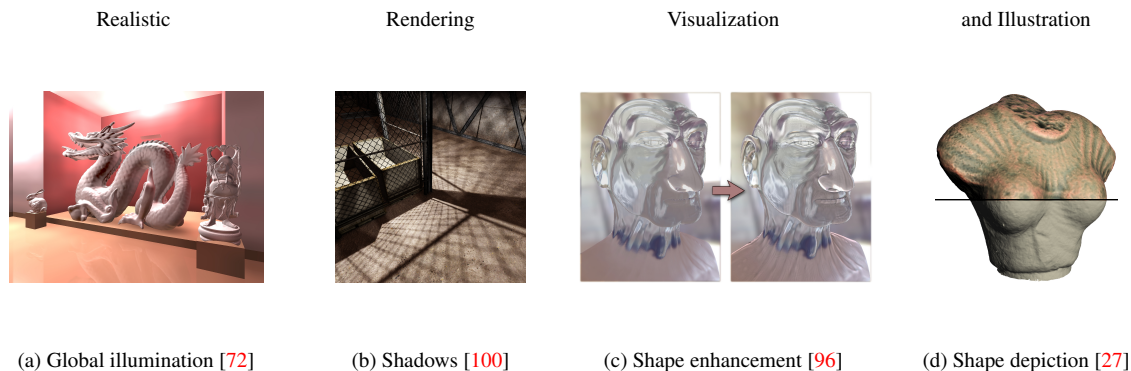 Realistic Rendering Visualization and Illustration
(a) Global illumination [72] (b) Shadows [100] (c) Shape enhancement [96] (d) Shape depiction [27]